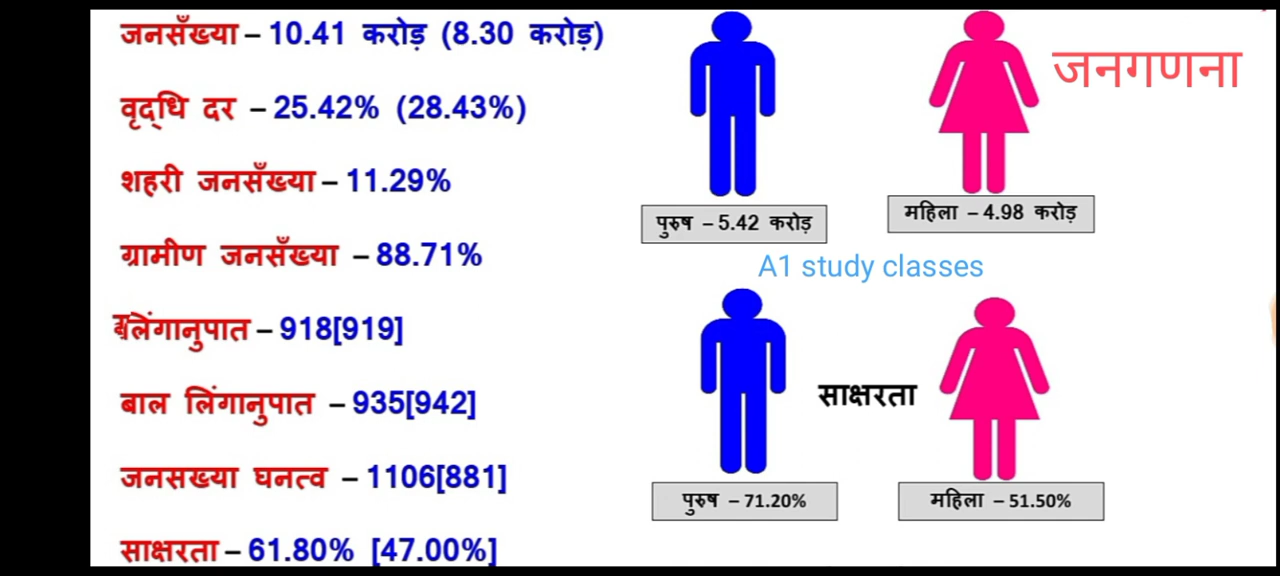 जनसँख्या – 10.41 करोड़ (8.30 करोड़)
वृद्धि दर – 25.42% (28.43%)
शहरी जनसँख्या – 11.29%
ग्रामीण जनसँख्या – 88.71%
लिंगानुपात – 918[919]
बाल लिंगानुपात – 935[942]
जनसख्या घनत्व – 1106[881]
साक्षरता – 61.80% [47.00%]
जनगणना
पुरुष – 5.42 करोड़
महिला – 4.98 करोड़
A1 study classes
साक्षरता
पुरुष – 71.20%
महिला – 51.50%